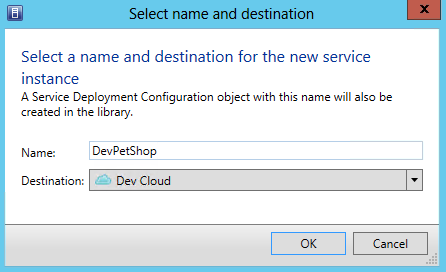 Select name and destination
x
Select a name and destination for the new service
instance
A Service Deployment Configuration object with this name will also be
created in the library.
Name: DevPetShop
Destination: Dev Cloud
OK Cancel